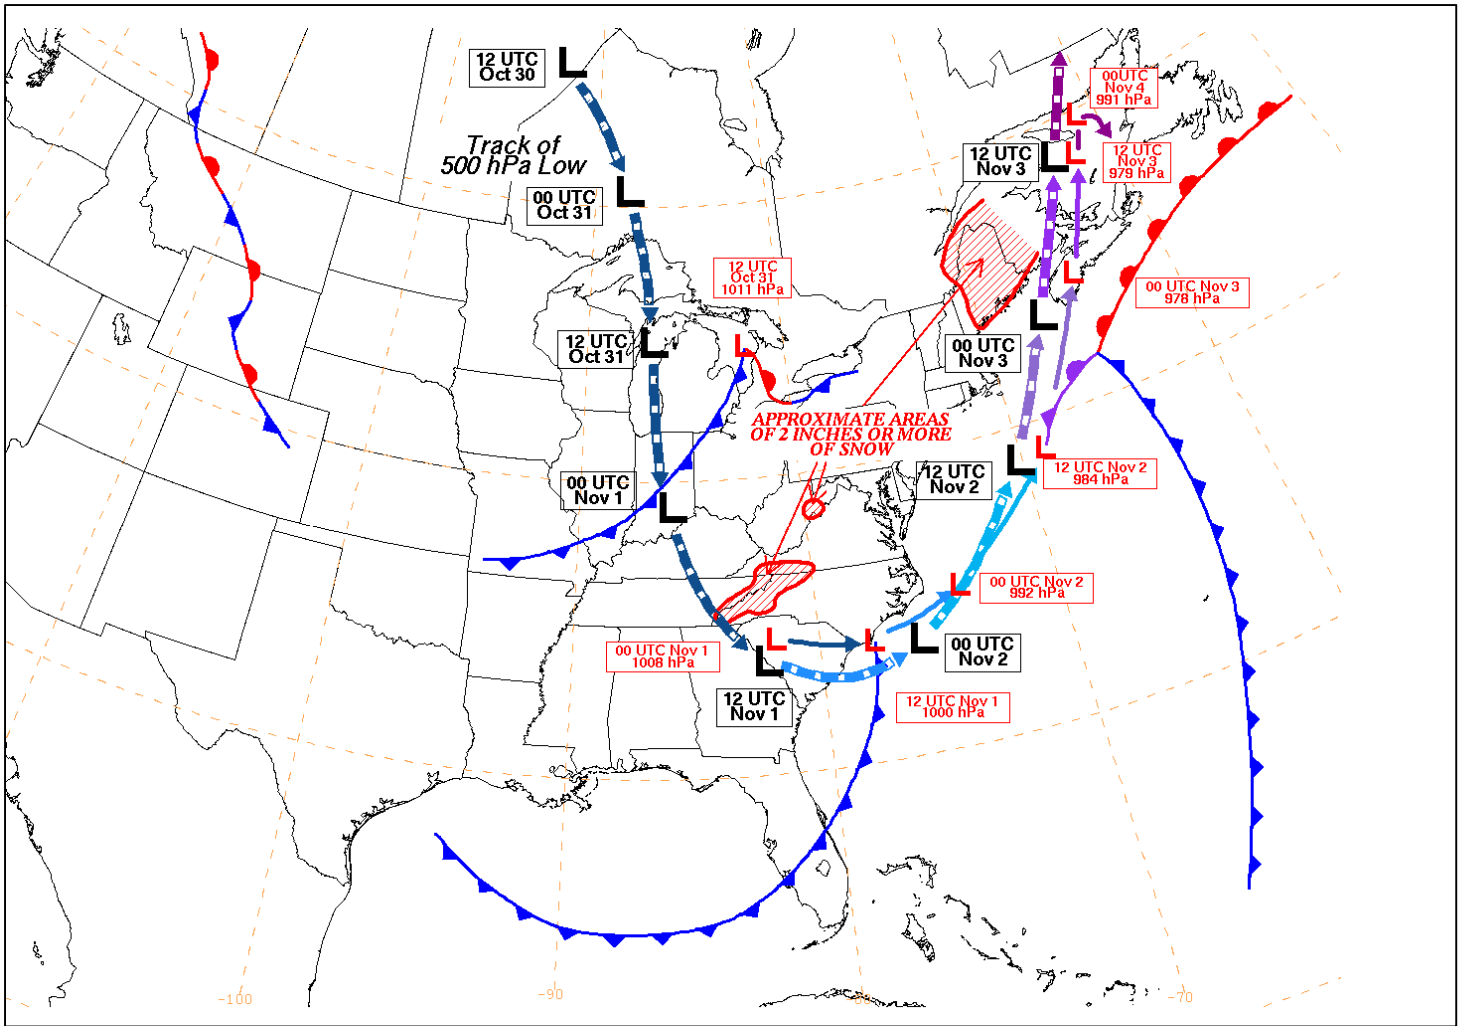 12 UTC
Oct 30
Track of
500 hPa Low
00 UTC
Oct 31
12 UTC
Oct 31
1011 hPa
12 UTC
Oct 31
00 UTC
Nov 1
APPROXIMATE AREAS
OF 2 INCHES OR MORE
OF SNOW
00UTC
Nov 4
991 hPa
12 UTC
Nov 3
12 UTC
Nov 3
979 hPa
00 UTC Nov 3
978 hPa
00 UTC
Nov 3
12 UTC
Nov 2
12 UTC Nov 2
984 hPa
00 UTC Nov 2
992 hPa
00 UTC Nov 1
1008 hPa
00 UTC
Nov 2
12 UTC
Nov 1
12 UTC Nov 1
1000 hPa
-100
-90
-80
-70